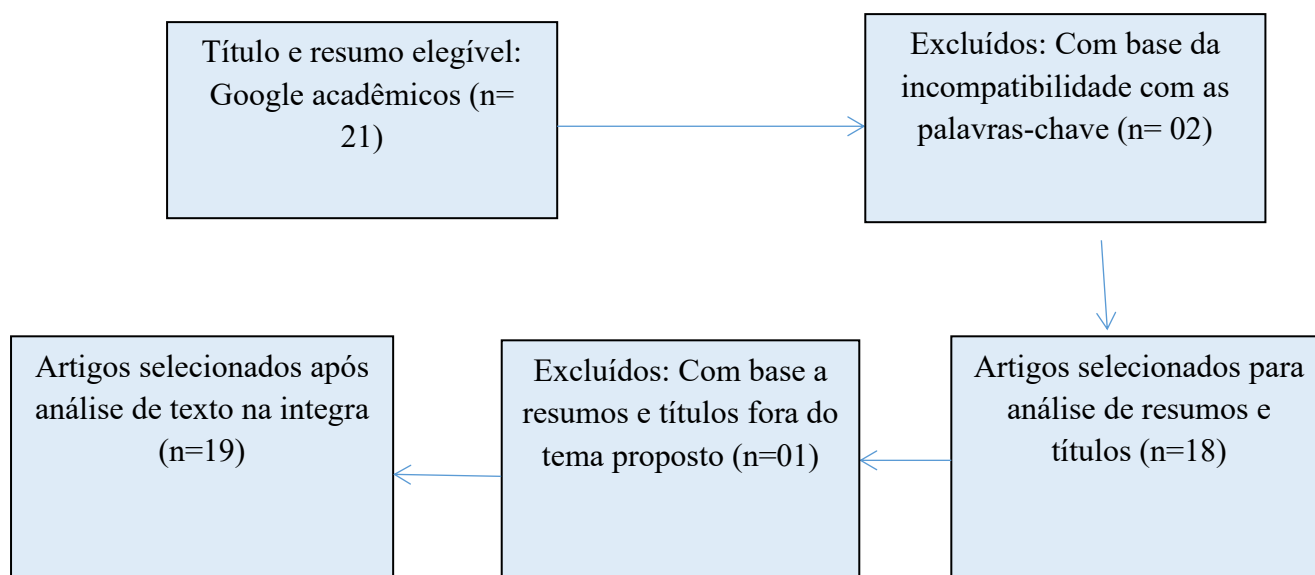 Título e resumo elegível:
Google acadêmicos (n=
21)
Excluídos: Com base da
incompatibilidade com as
palavras-chave (n= 02)
Artigos selecionados após
análise de texto na integra
(n=19)
Excluídos: Com base a
resumos e títulos fora do
tema proposto (n=01)
Artigos selecionados para
análise de resumos e
títulos (n=18)